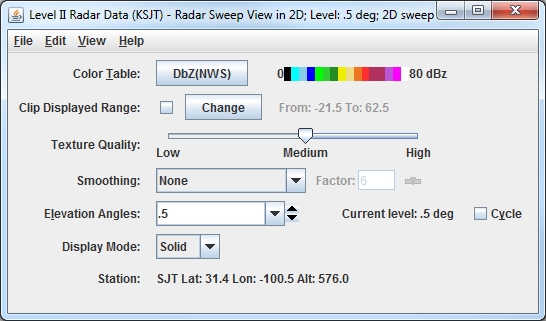 Level II Radar Data (KSJT) - Radar Sweep View in 2D; Level: .5 deg; 2D sweep
File Edit View Help
Color Table: DbZ(NWS) 0 80 dBz
Clip Displayed Range: Change From: -21.5 To: 62.5
Texture Quality:
Low Medium High
Smoothing: None Factor: 6
Elevation Angles: .5 Current level: .5 deg Cycle
Display Mode: Solid
Station: SJT Lat: 31.4 Lon: -100.5 Alt: 576.0